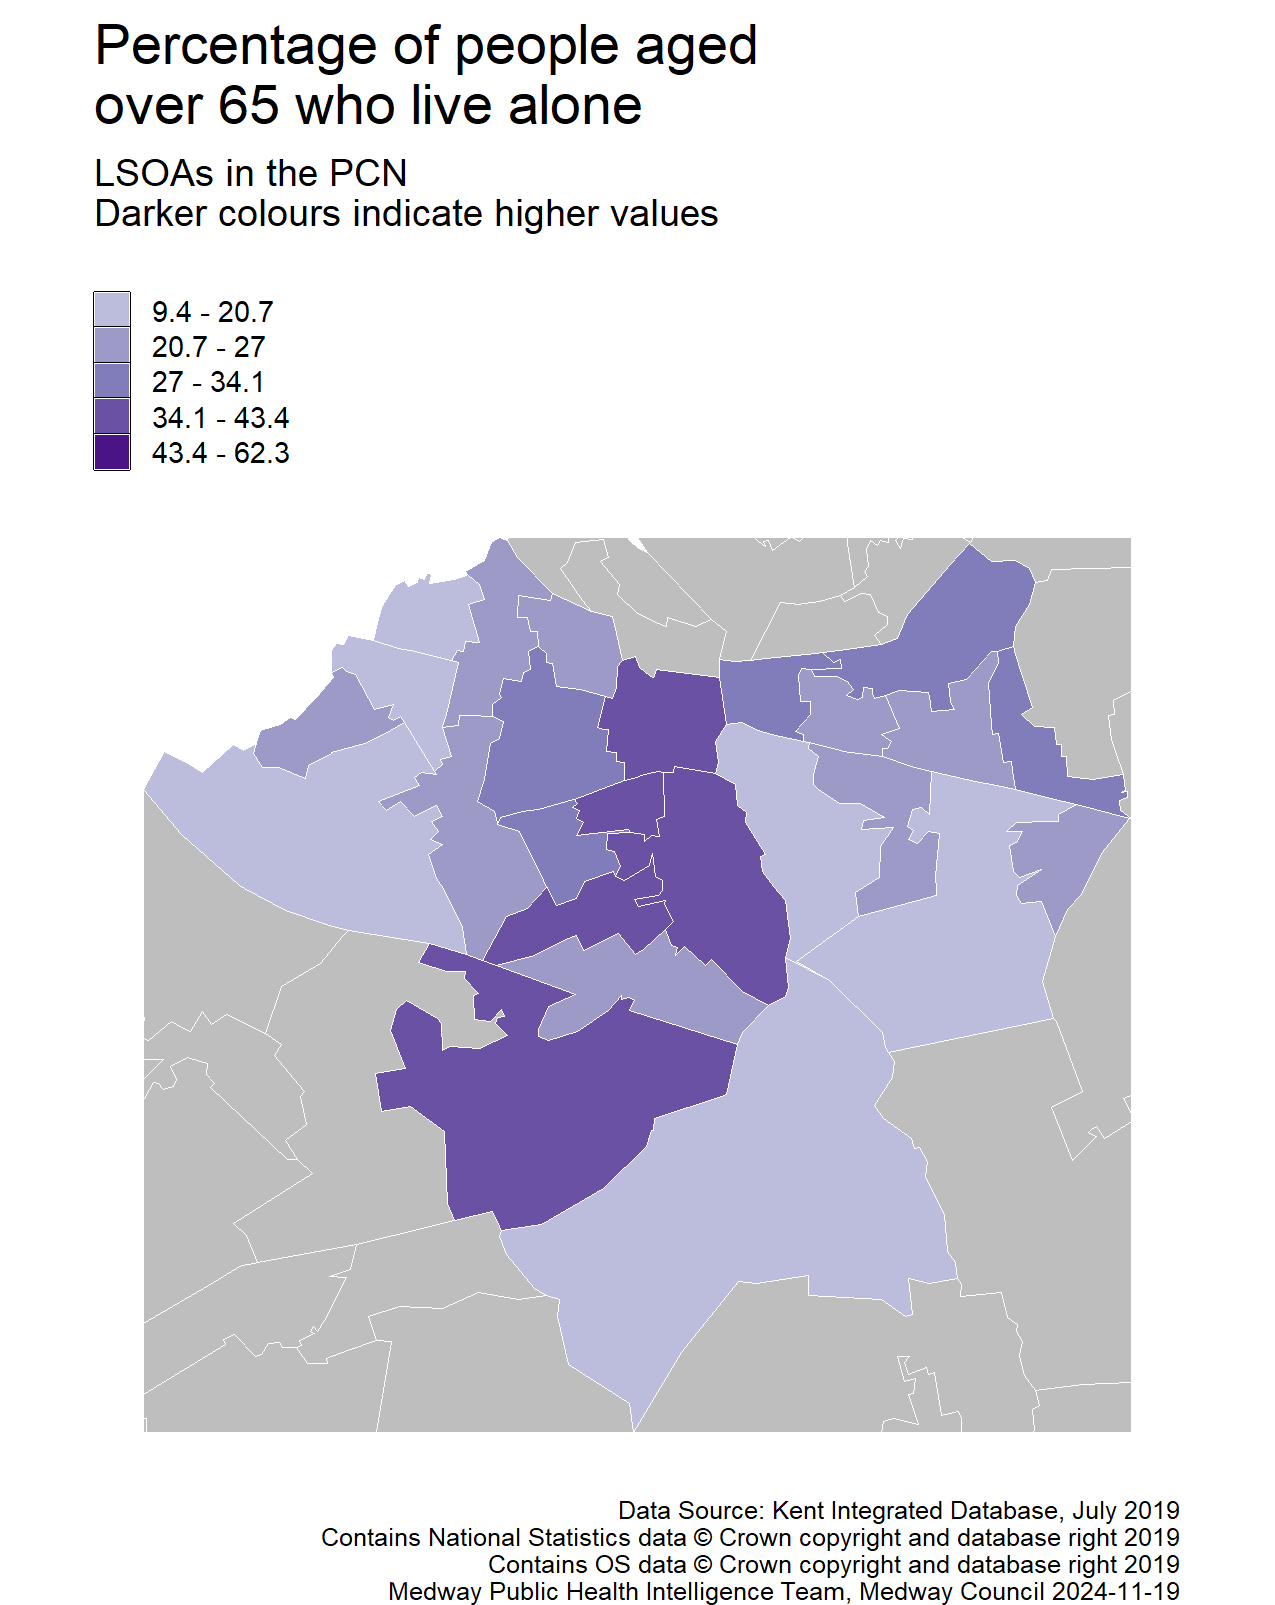 Percentage of people aged
over 65 who live alone
LSOAs in the PCN
Darker colours indicate higher values
9.4 - 20.7
20.7 - 27
27 - 34.1
34.1 - 43.4
43.4 - 62.3
Data Source: Kent Integrated Database, July 2019
Contains National Statistics data © Crown copyright and database right 2019
Contains OS data © Crown copyright and database right 2019
Medway Public Health Intelligence Team, Medway Council 2024-11-19